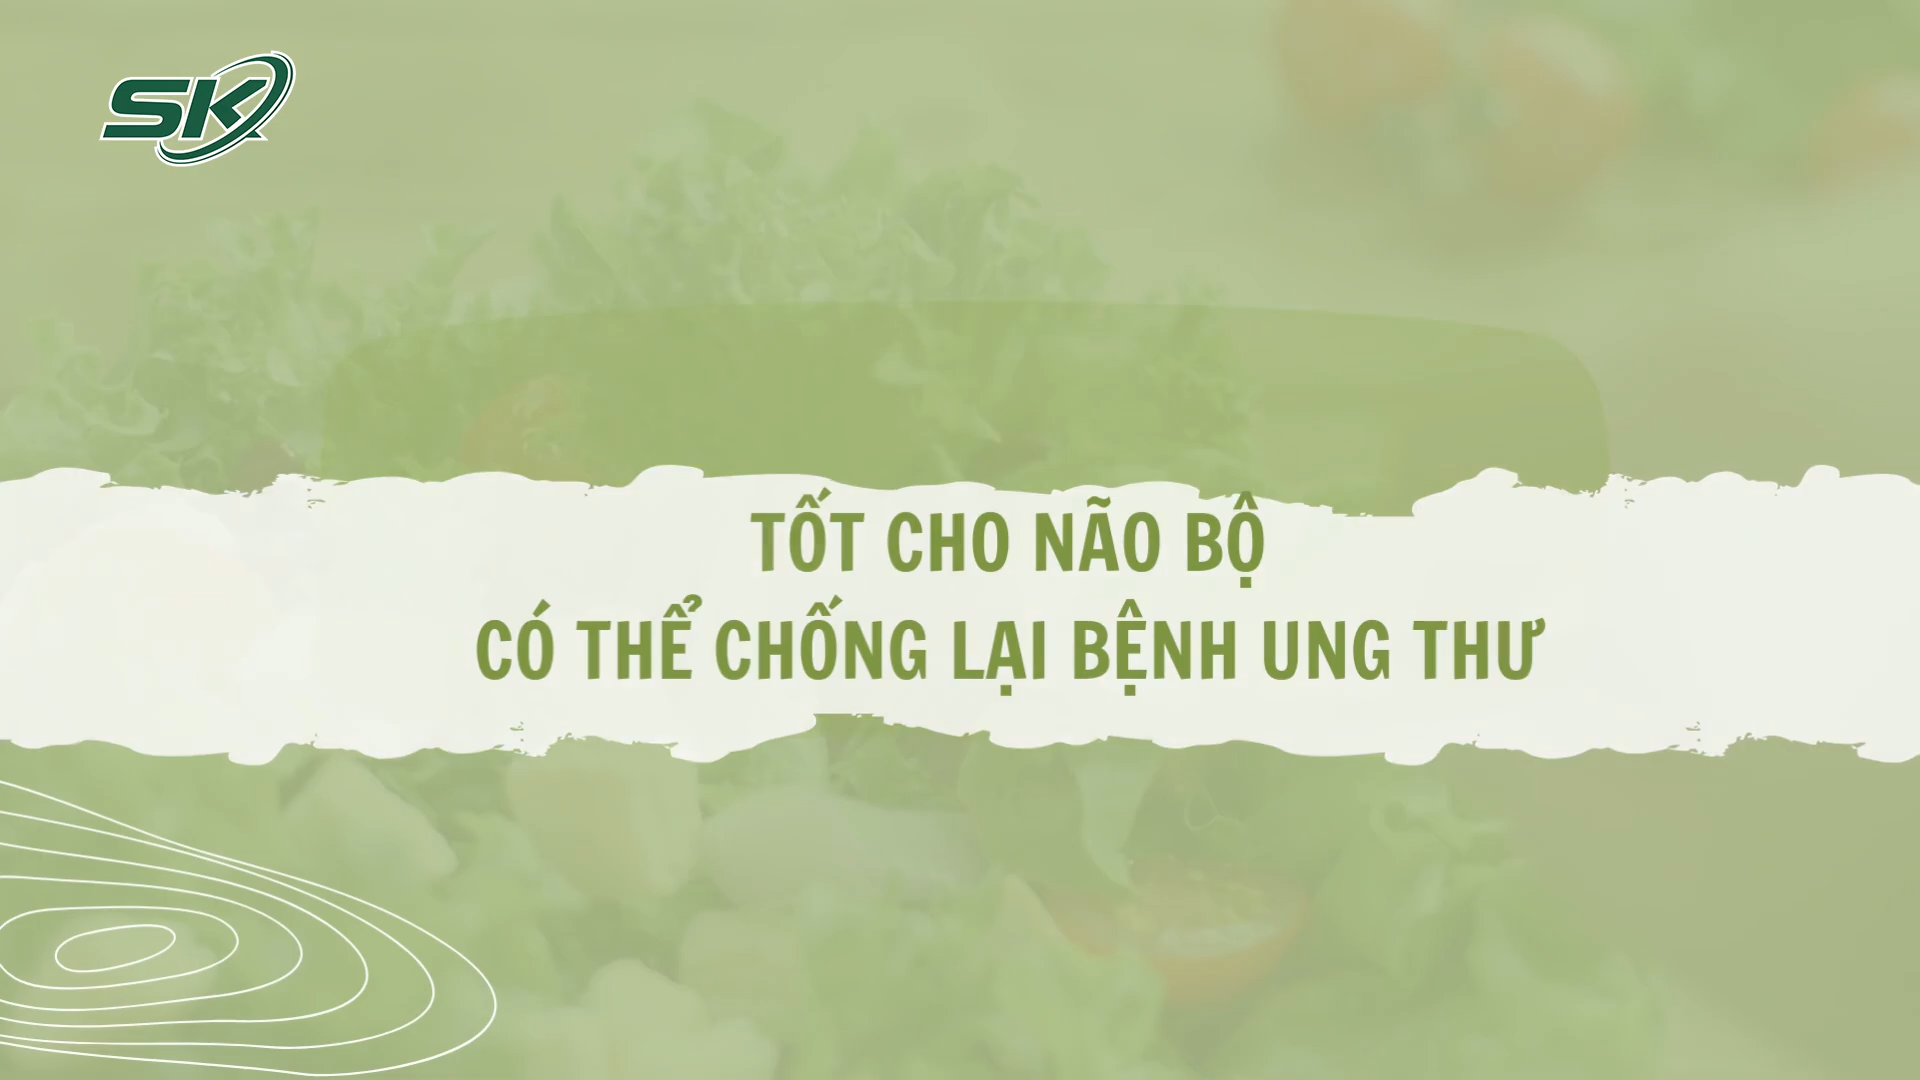 SK
TỐT CHO NÃO BỘ
CÓ THỂ CHỐNG LẠI BỆNH UNG THƯ